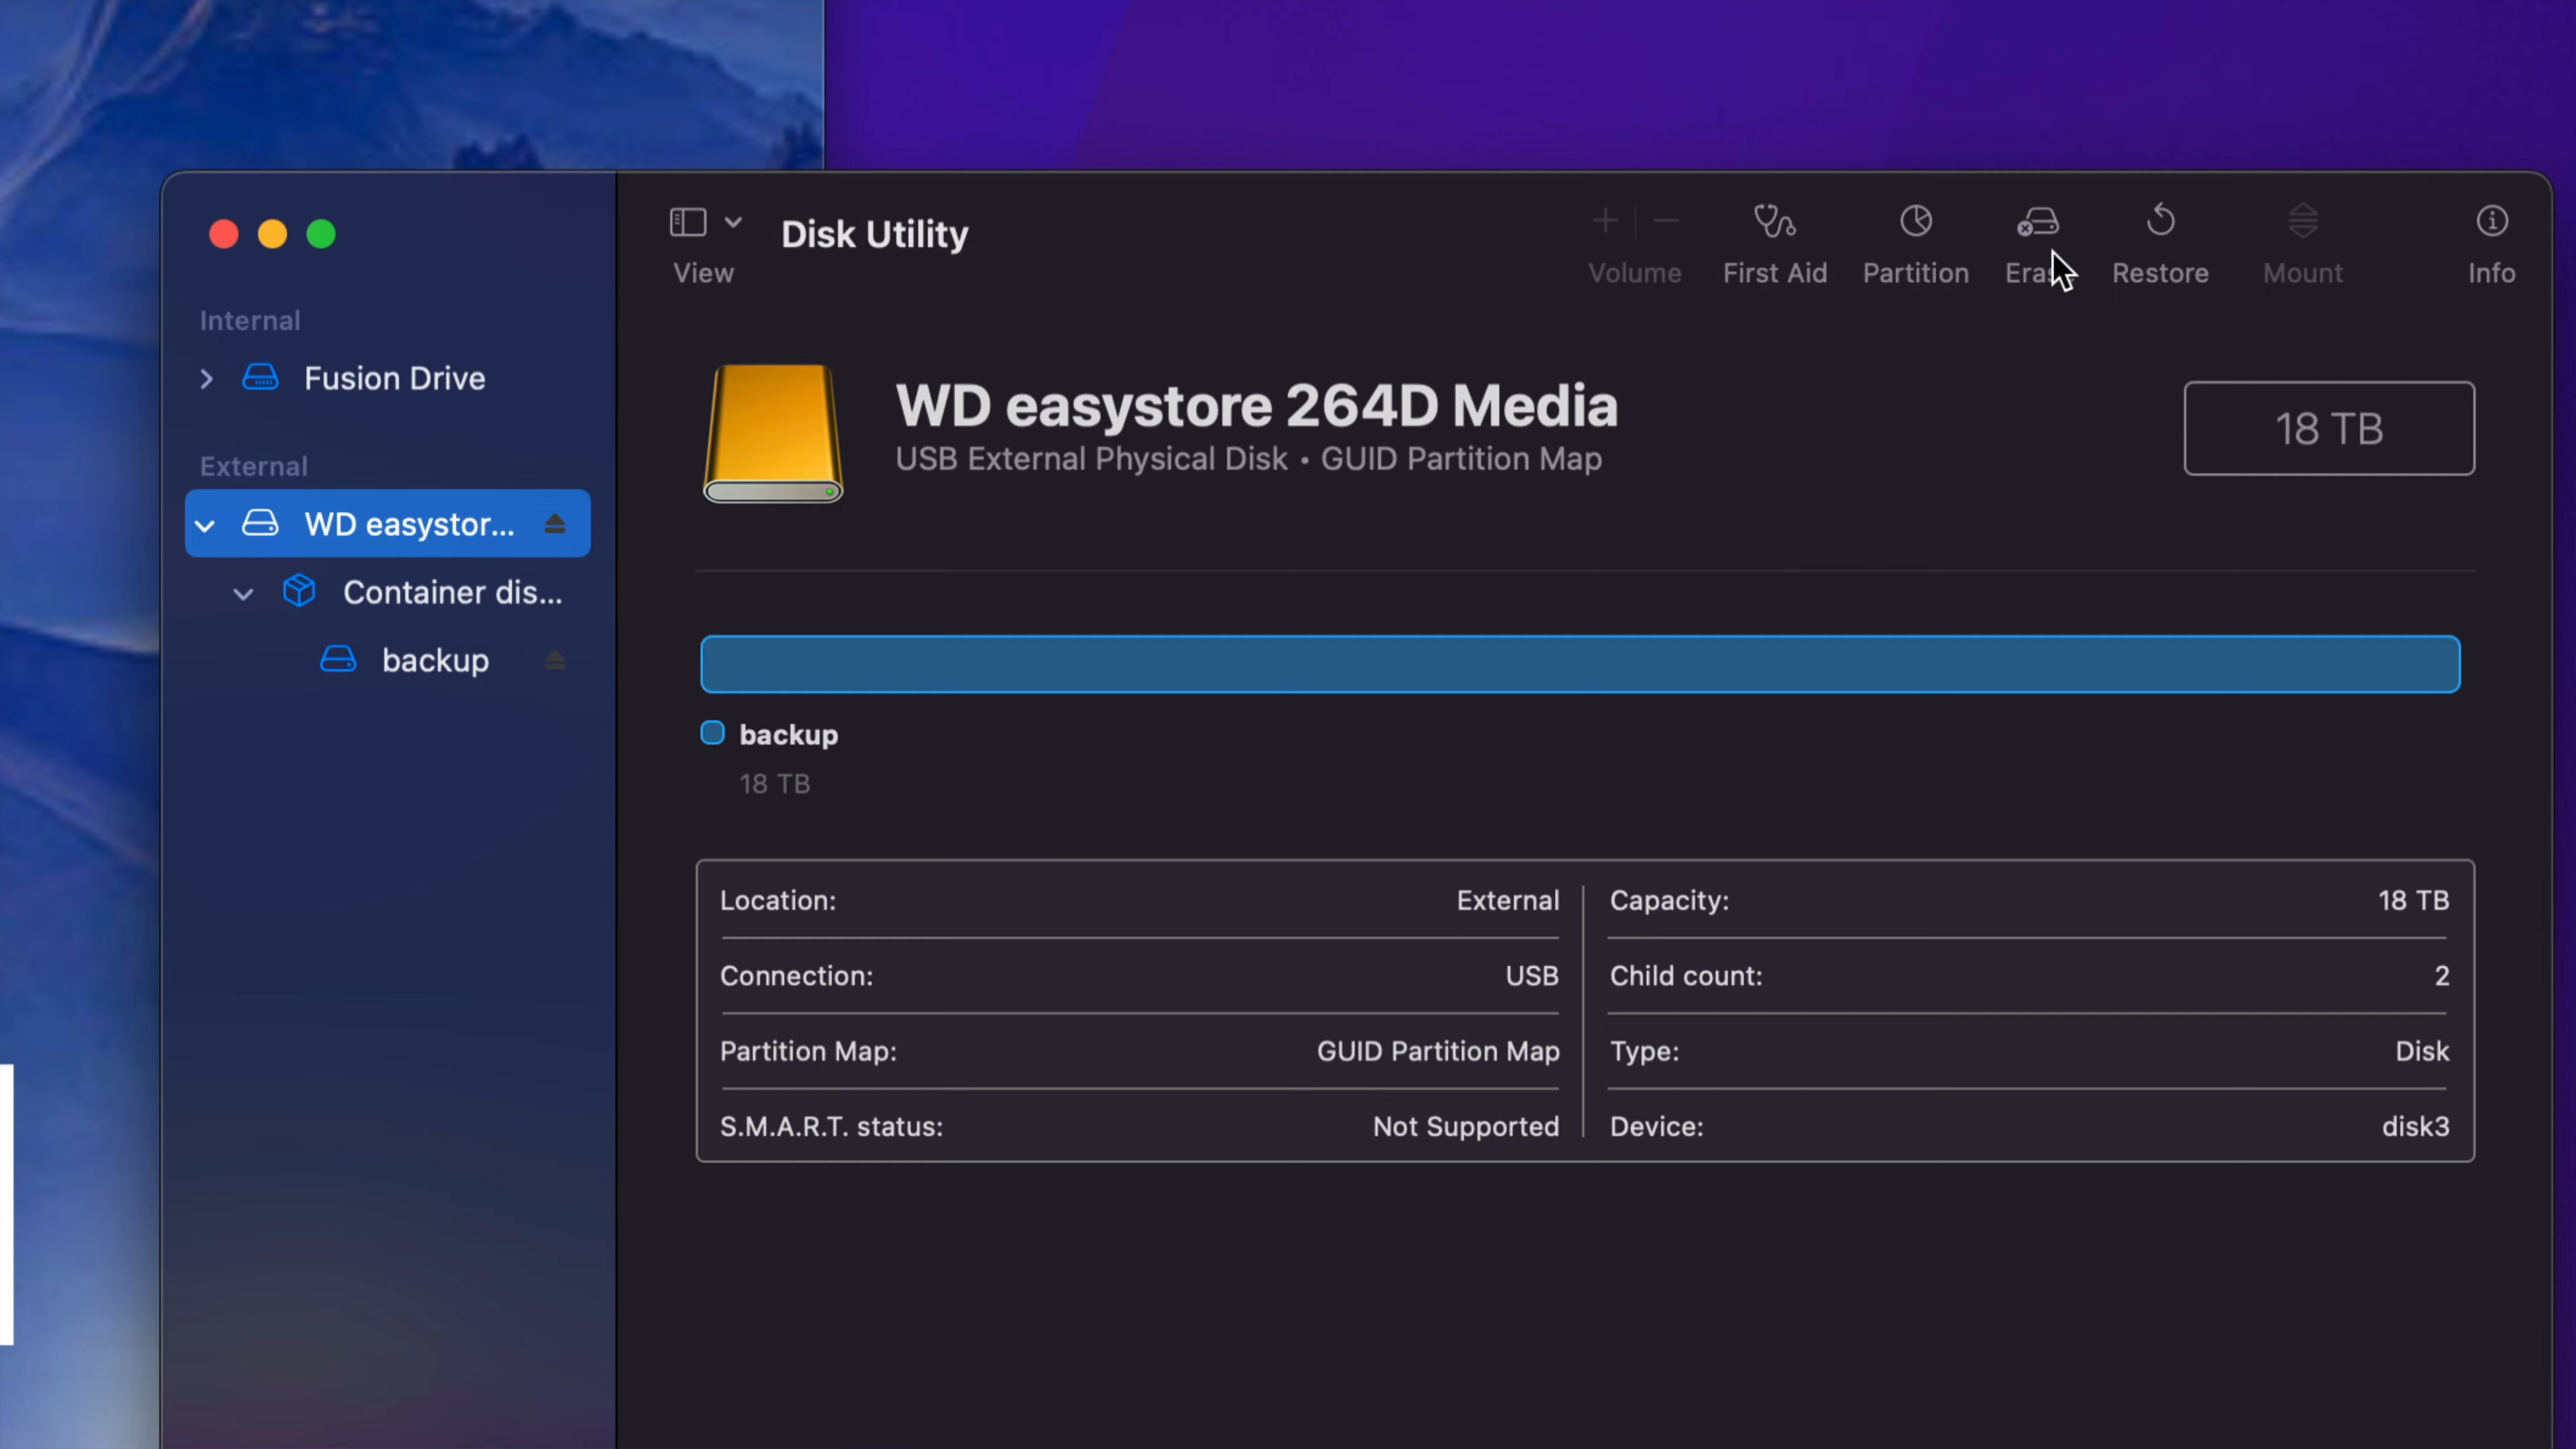 Disk Utility
View
Volume
First Aid
Partition
Restore
Mount
Info
Internal
Fusion Drive
External
WD easystor...
Container dis...
backup
WD easystore 264D Media
USB External Physical Disk • GUID Partition Map
18 TB
backup
18 TB
Location: External
Capacity: 18 TB
Connection: USB
Child count: 2
Partition Map: GUID Partition Map
Type: Disk
S.M.A.R.T. status: Not Supported
Device: disk3